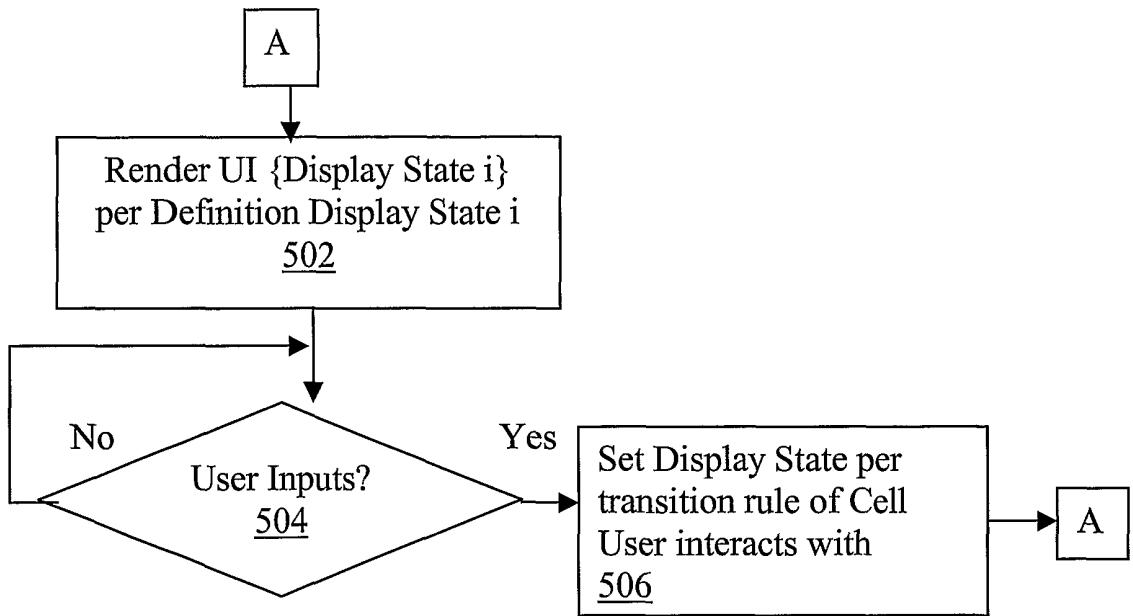 A
Render UI {Display State i}
per Definition Display State i
502
No
Yes
User Inputs?
504
Set Display State per
transition rule of Cell
User interacts with
506
A